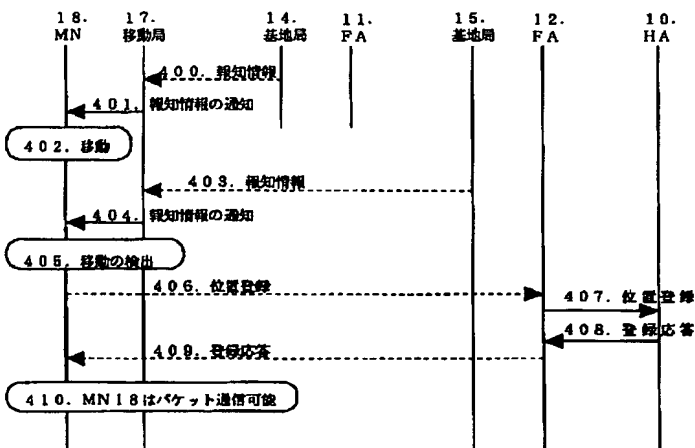 18. 17. 14. 11. 15. 12. 10.
MN 移動局 基地局 FA 基地局 FA HA
400. 報知情報
401. 報知情報の通知
402. 移動
403. 報知情報
404. 報知情報の通知
405. 移動の検出
406. 位置登録
407. 位置登録
408. 登録応答
409. 登録応答
410. MN18はパケット通信可能